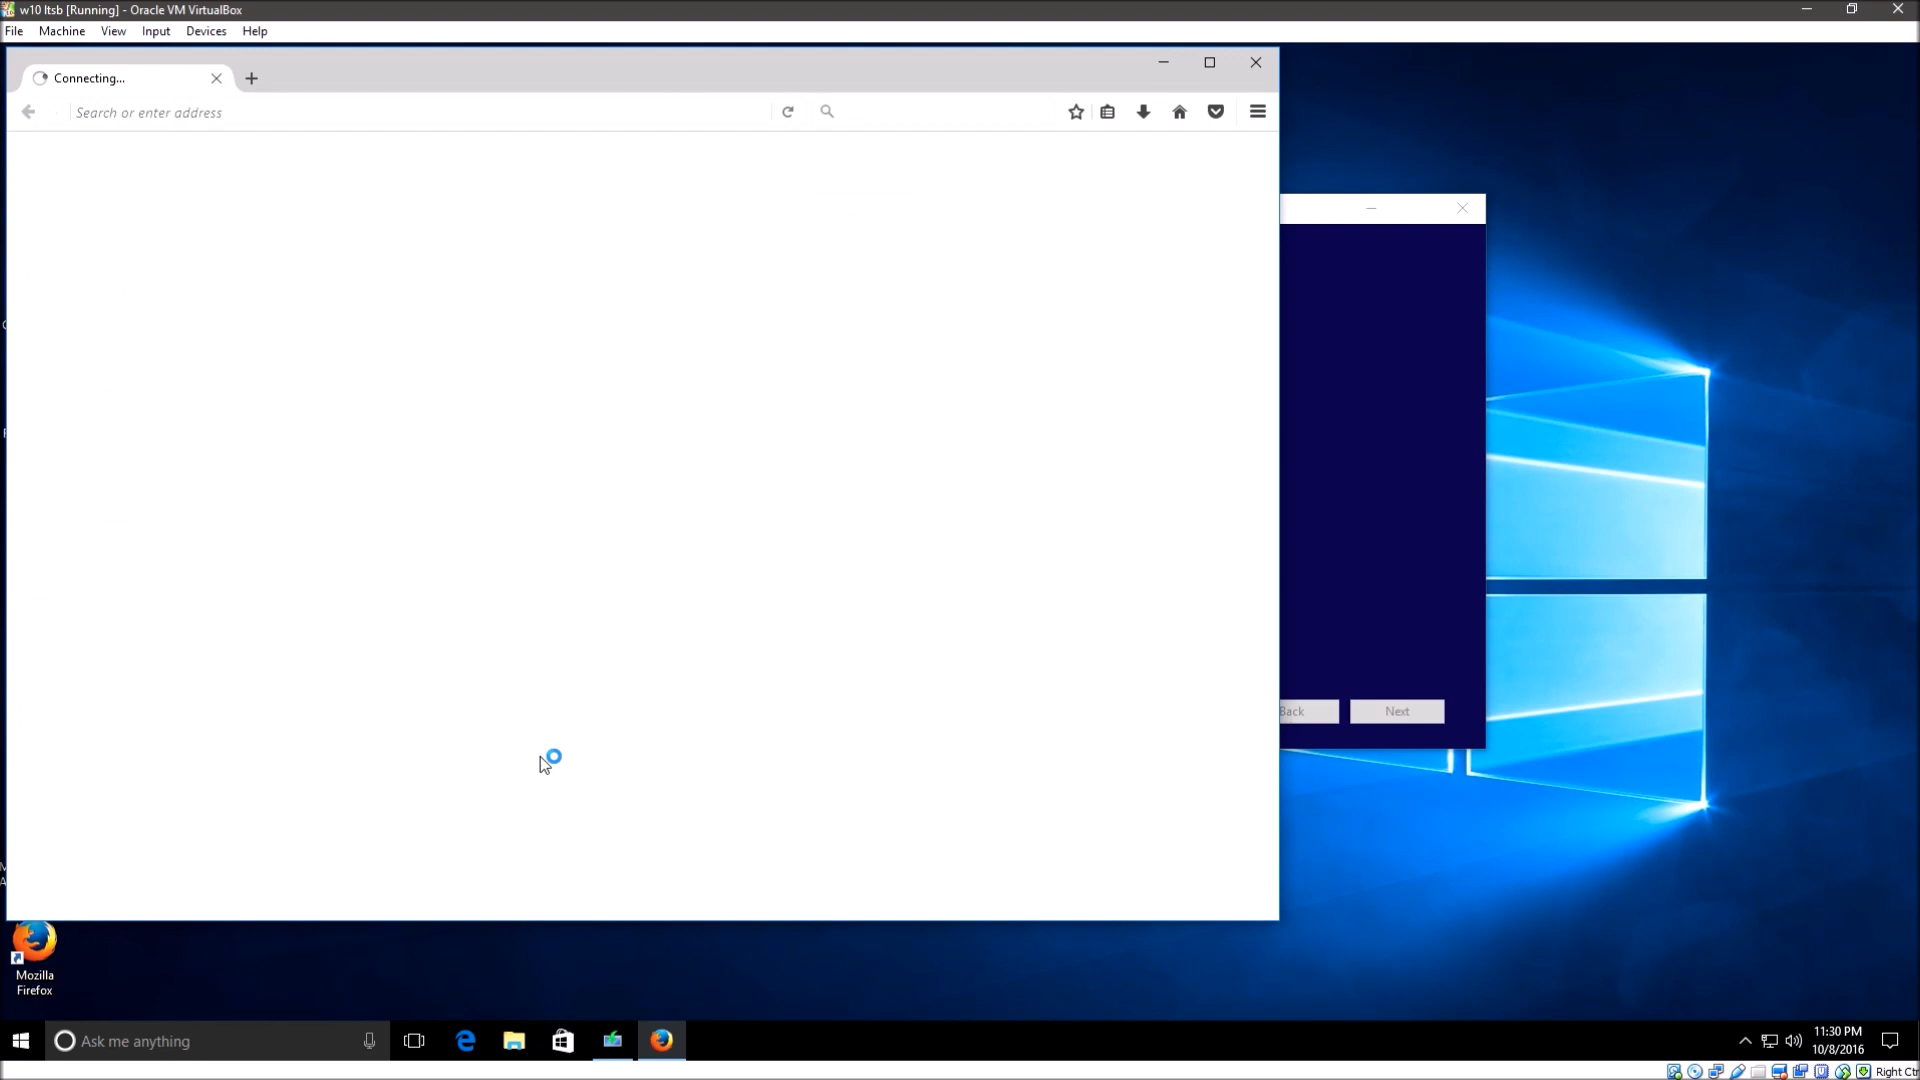 w10 ltsb [Running] - Oracle VM VirtualBox
File Machine View Input Devices Help
Connecting...
Search or enter address
Back
Next
Mozilla
Firefox
Ask me anything
11:30 PM
10/8/2016
Right Ctr